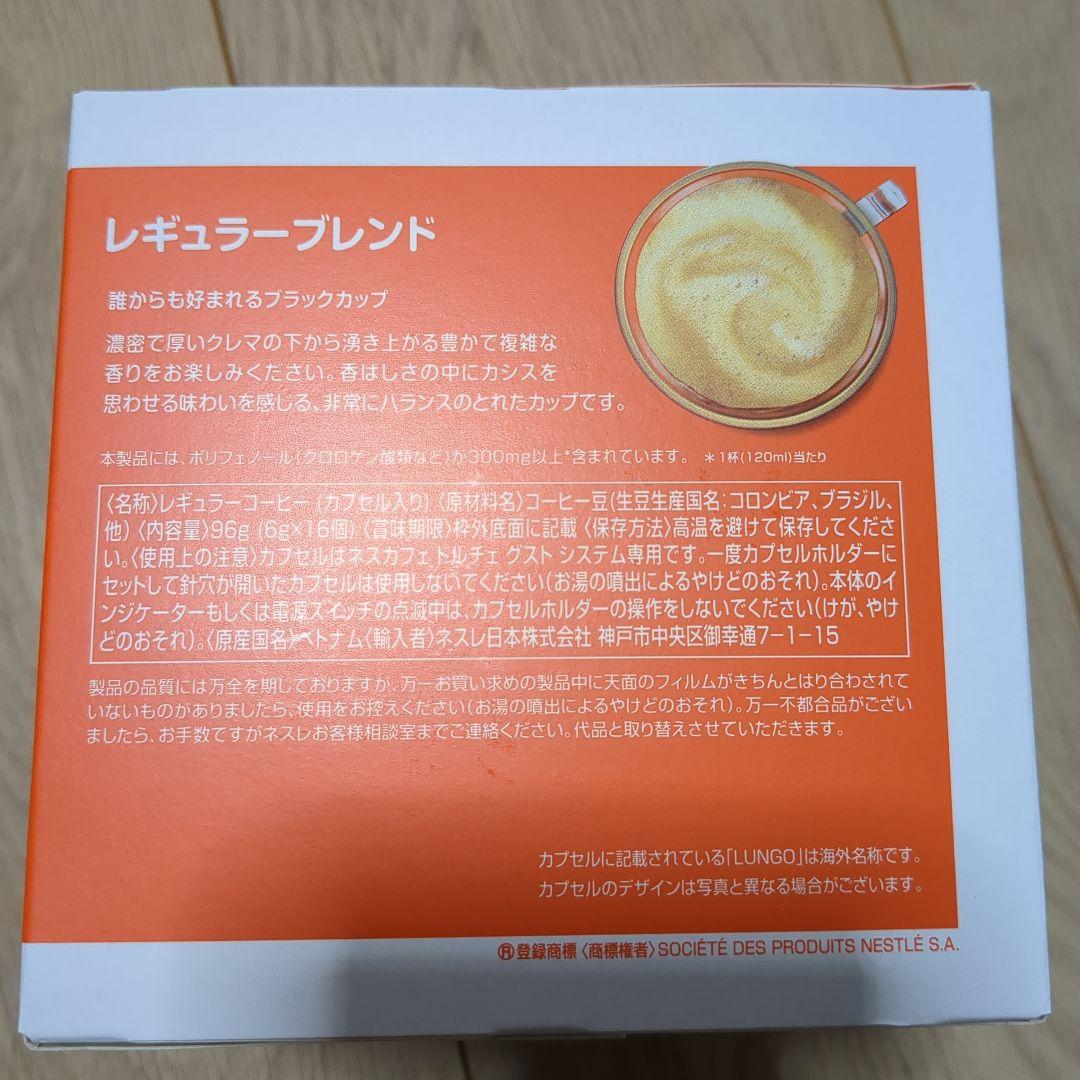 レギュラーブレンド
誰からも好まれるブラックカップ
濃密で厚いクレマの下から湧き上がる豊かで複雑な
香りをお楽しみください。香ばしさの中にカシスを
思わせる味わいを感じる、非常にバランスのとれたカップです。
本製品には、ポリフェノール(クロロゲン酸類など)が300mg以上*含まれています。 *1杯(120ml)当たり
〈名称〉レギュラーコーヒー (カプセル入り) 〈原材料名〉コーヒー豆(生豆生産国名:コロンビア、ブラジル、
他) 〈内容量〉96g (6g×16個) 〈賞味期限〉枠外底面に記載 〈保存方法〉高温を避けて保存してくださ
い。〈使用上の注意〉カプセルはネスカフェ ドルチェ グスト システム専用です。一度カプセルホルダーに
セットして針穴が開いたカプセルは使用しないでください(お湯の噴出によるやけどのおそれ)。本体のイ
ンジケーターもしくは電源スイッチの点滅中は、カプセルホルダーの操作をしないでください(けが、やけ
どのおそれ)。〈原産国名〉ベトナム〈輸入者〉ネスレ日本株式会社 神戸市中央区御幸通7-1-15
製品の品質には万全を期しておりますが、万一お買い求めの製品中に天面のフィルムがきちんとはり合わされて
いないものがありましたら、使用をお控えください(お湯の噴出によるやけどのおそれ)。万一不都合品がござい
ましたら、お手数ですがネスレお客様相談室までご連絡ください。代品と取り替えさせていただきます。
カプセルに記載されている「LUNGO」は海外名称です。
カプセルのデザインは写真と異なる場合がございます。
®登録商標〈商標権者〉SOCIÉTÉ DES PRODUITS NESTLÉ S.A.